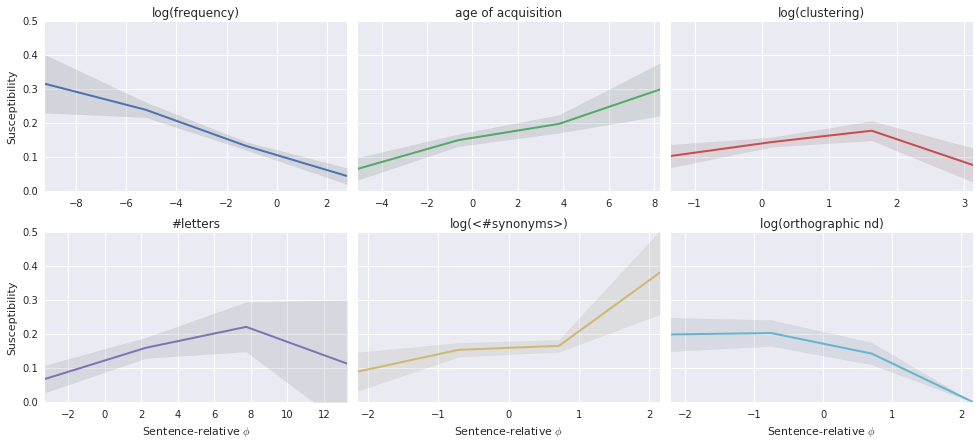 log(frequency) age of acquisition log(clustering)
0.5
0.4
0.3
0.2
0.1
0.0
Susceptibility
−8 −6 −4 −2 0 2 −4 −2 0 2 4 6 8 −1 0 1 2 3
#letters log(<#synonyms>) log(orthographic nd)
0.5
0.4
0.3
0.2
0.1
0.0
Susceptibility
−2 0 2 4 6 8 10 12 −2 −1 0 1 2 −2 −1 0 1 2
Sentence-relative ϕ Sentence-relative ϕ Sentence-relative ϕ